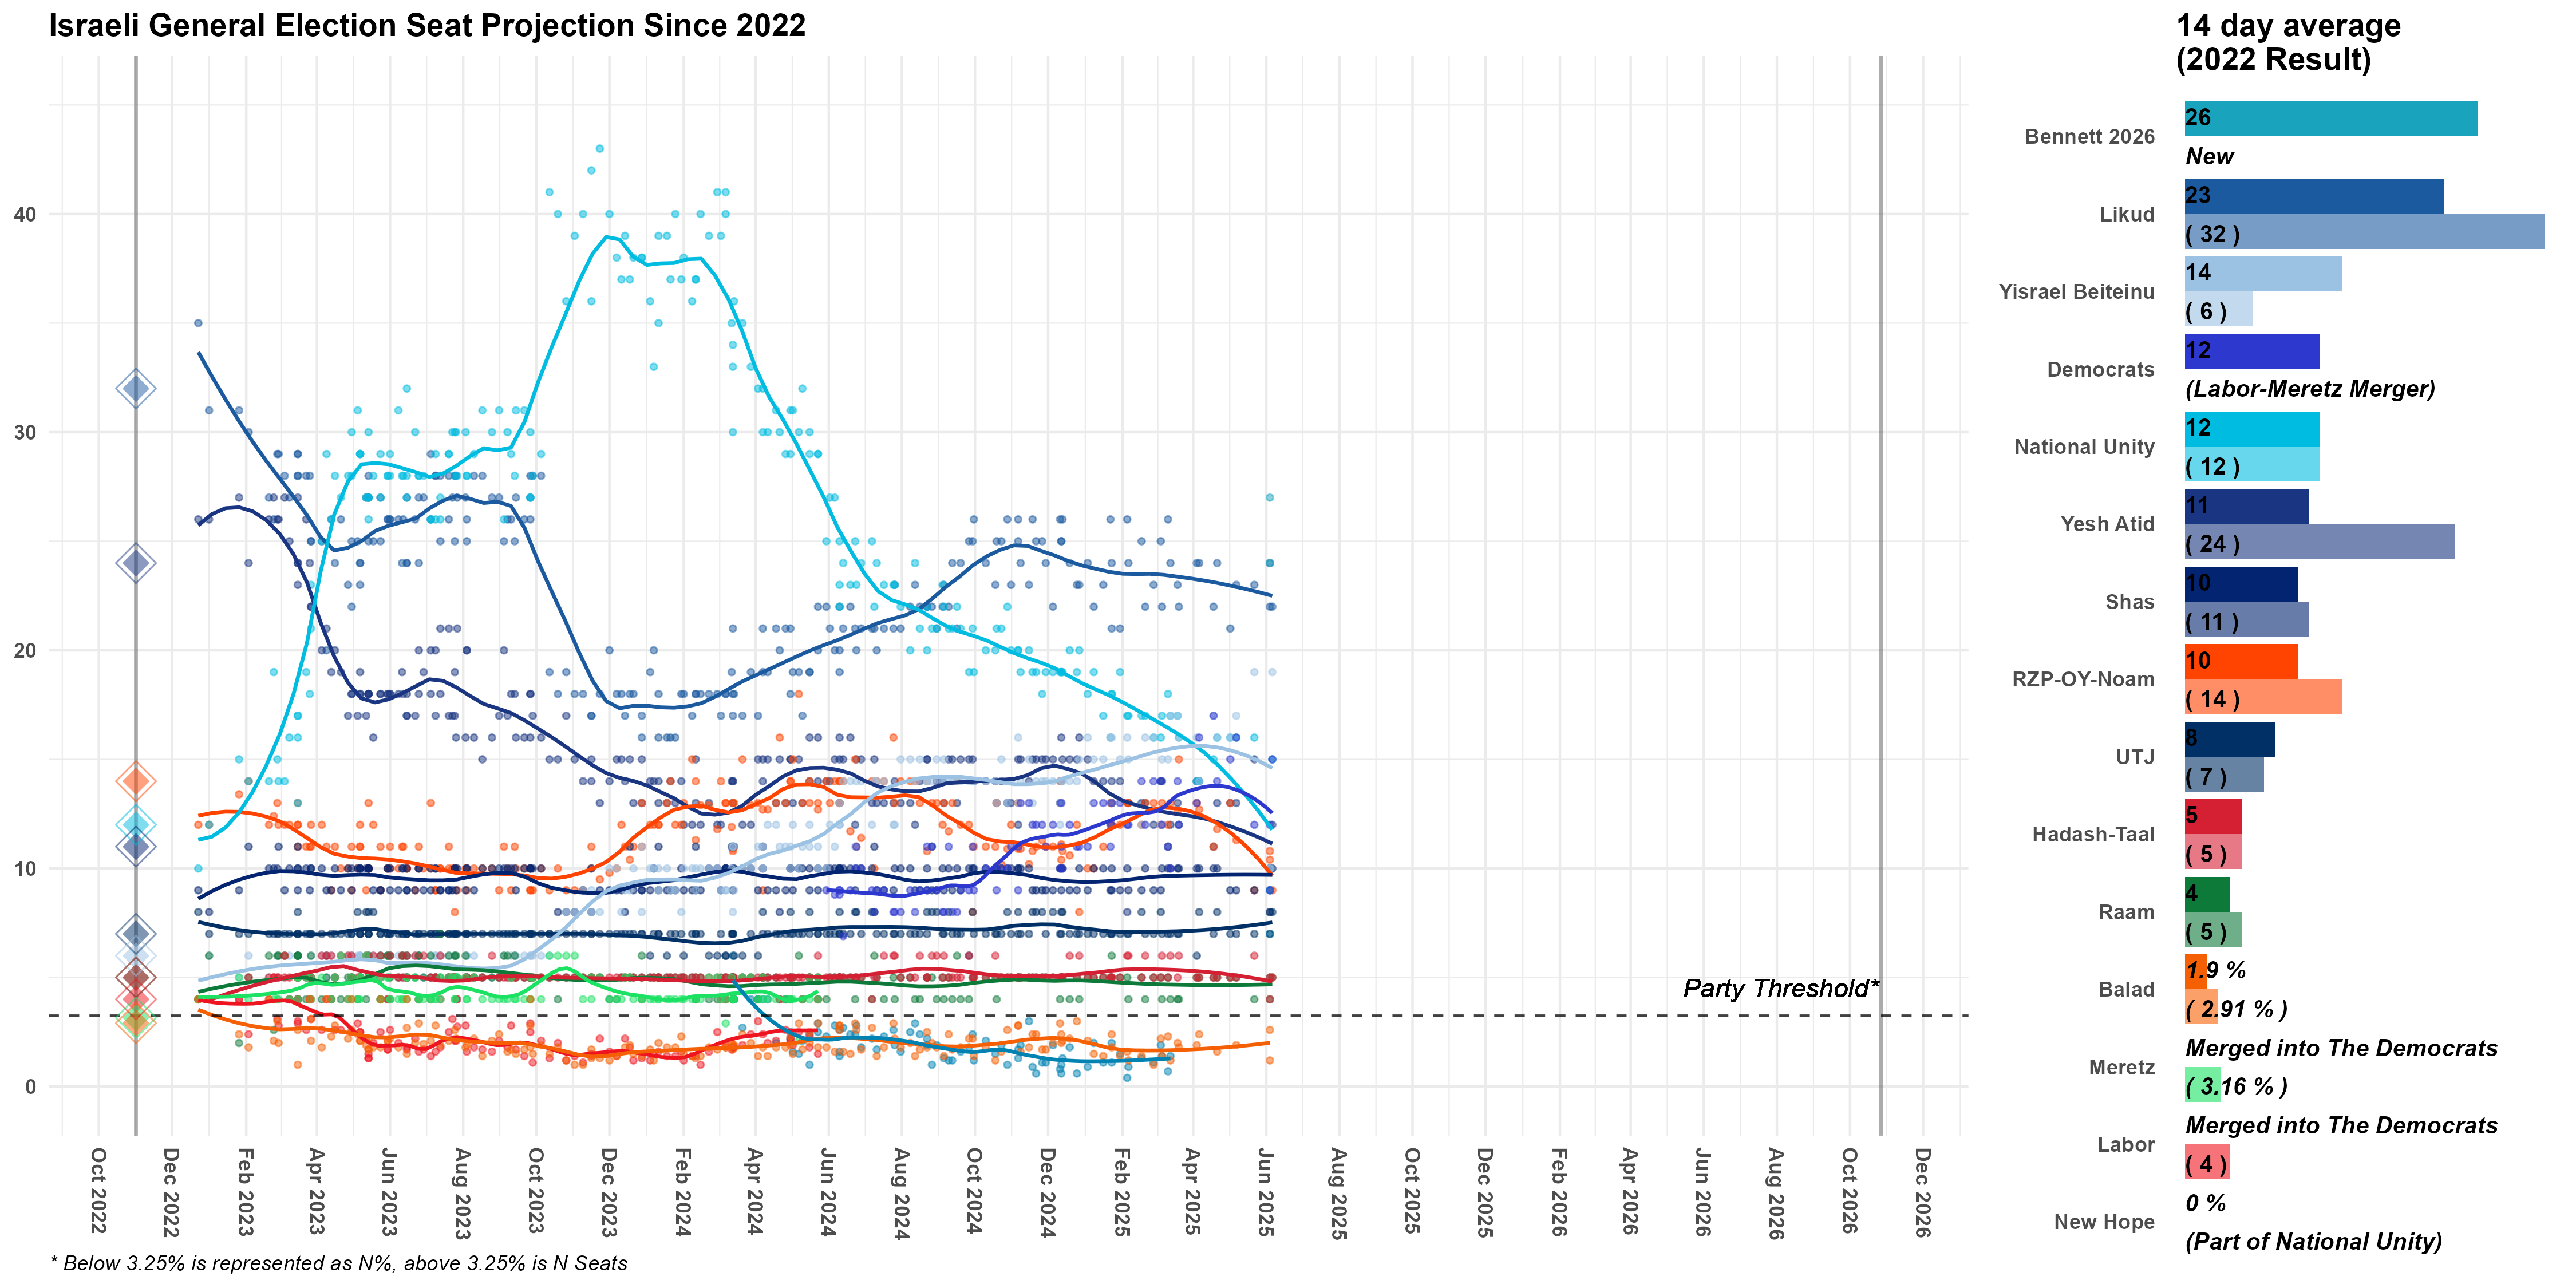 Israeli General Election Seat Projection Since 2022
14 day average
(2022 Result)
40
30
20
10
0
Party Threshold*
Oct 2022
Dec 2022
Feb 2023
Apr 2023
Jun 2023
Aug 2023
Oct 2023
Dec 2023
Feb 2024
Apr 2024
Jun 2024
Aug 2024
Oct 2024
Dec 2024
Feb 2025
Apr 2025
Jun 2025
Aug 2025
Oct 2025
Dec 2025
Feb 2026
Apr 2026
Jun 2026
Aug 2026
Oct 2026
Dec 2026
* Below 3.25% is represented as N%, above 3.25% is N Seats
Bennett 2026
26
New
Likud
23
( 32 )
Yisrael Beiteinu
14
( 6 )
Democrats
12
(Labor-Meretz Merger)
National Unity
12
( 12 )
Yesh Atid
11
( 24 )
Shas
10
( 11 )
RZP-OY-Noam
10
( 14 )
UTJ
8
( 7 )
Hadash-Taal
5
( 5 )
Raam
4
( 5 )
Balad
1.9 %
( 2.91 % )
Meretz
Merged into The Democrats
( 3.16 % )
Labor
Merged into The Democrats
( 4 )
New Hope
0 %
(Part of National Unity)